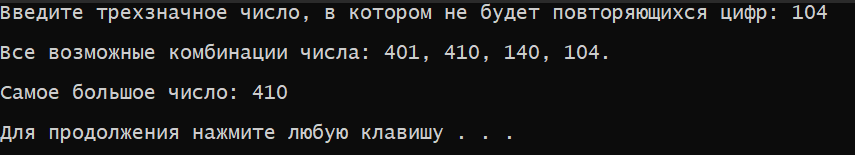 Введите трехзначное число, в котором не будет повторяющихся цифр: 104
Все возможные комбинации числа: 401, 410, 140, 104.
Самое большое число: 410
Для продолжения нажмите любую клавишу . . .